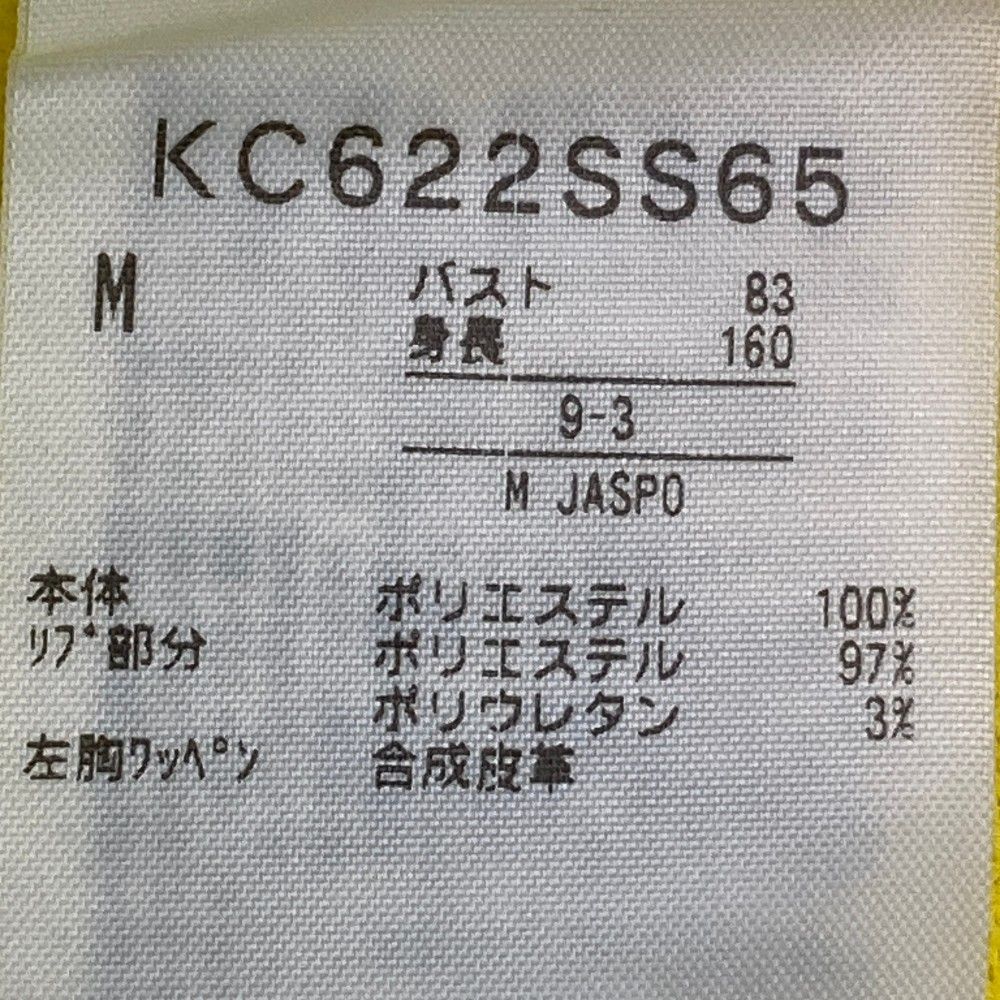 KC622SS65
M
バスト 83
身長 160
9-3
M JASPO
本体 ポリエステル 100%
ﾘﾌﾞ部分 ポリエステル 97%
ポリウレタン 3%
左胸ﾜｯﾍﾟﾝ 合成皮革